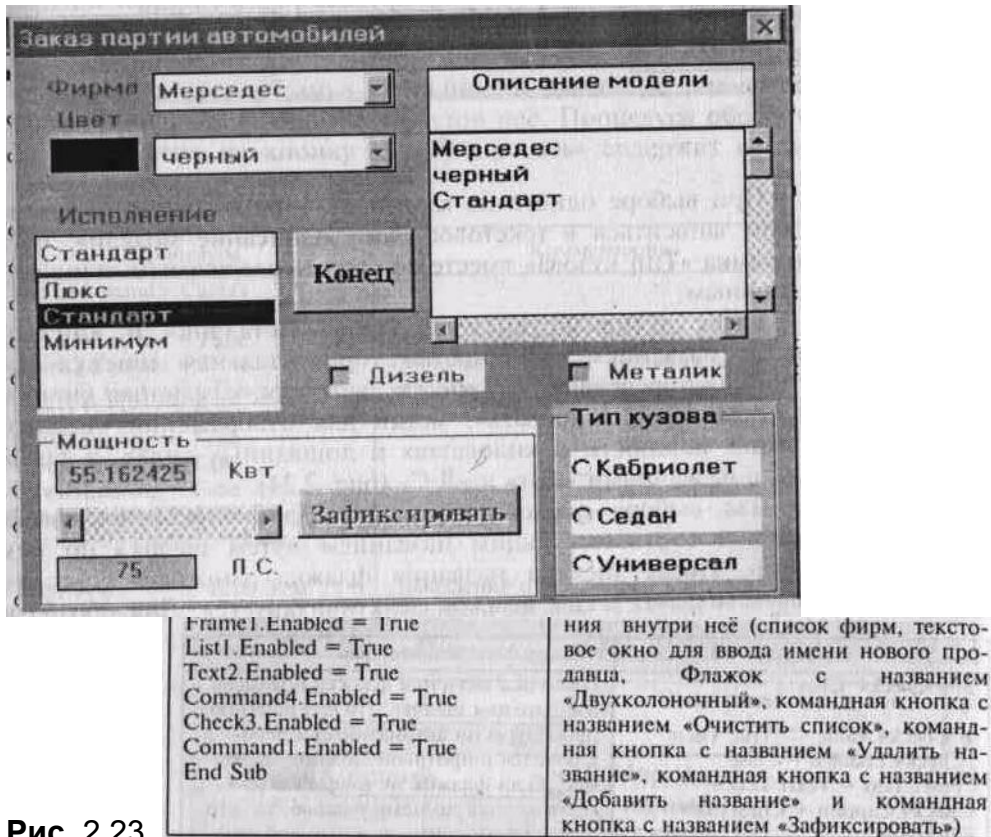 Заказ партии автомобилей
Фирма Мерседес
Цвет
черный
Исполнение
Стандарт
Люкс
Стандарт
Минимум
Конец
Описание модели
Мерседес
черный
Стандарт
Дизель
Металик
Мощность
55.162425 Квт
Зафиксировать
75 Л.С.
Тип кузова
Кабриолет
Седан
Универсал
Frame1.Enabled = True
List1.Enabled = True
Text2.Enabled = True
Command4.Enabled = True
Check3.Enabled = True
Command1.Enabled = True
End Sub
ния внутри неё (список фирм, тексто-
вое окно для ввода имени нового про-
давца, Флажок с названием
«Двухколоночный», командная кнопка с
названием «Очистить список», команд-
ная кнопка с названием «Удалить на-
звание», командная кнопка с названием
«Добавить название» и командная
кнопка с названием «Зафиксировать»)
Рис. 2.23